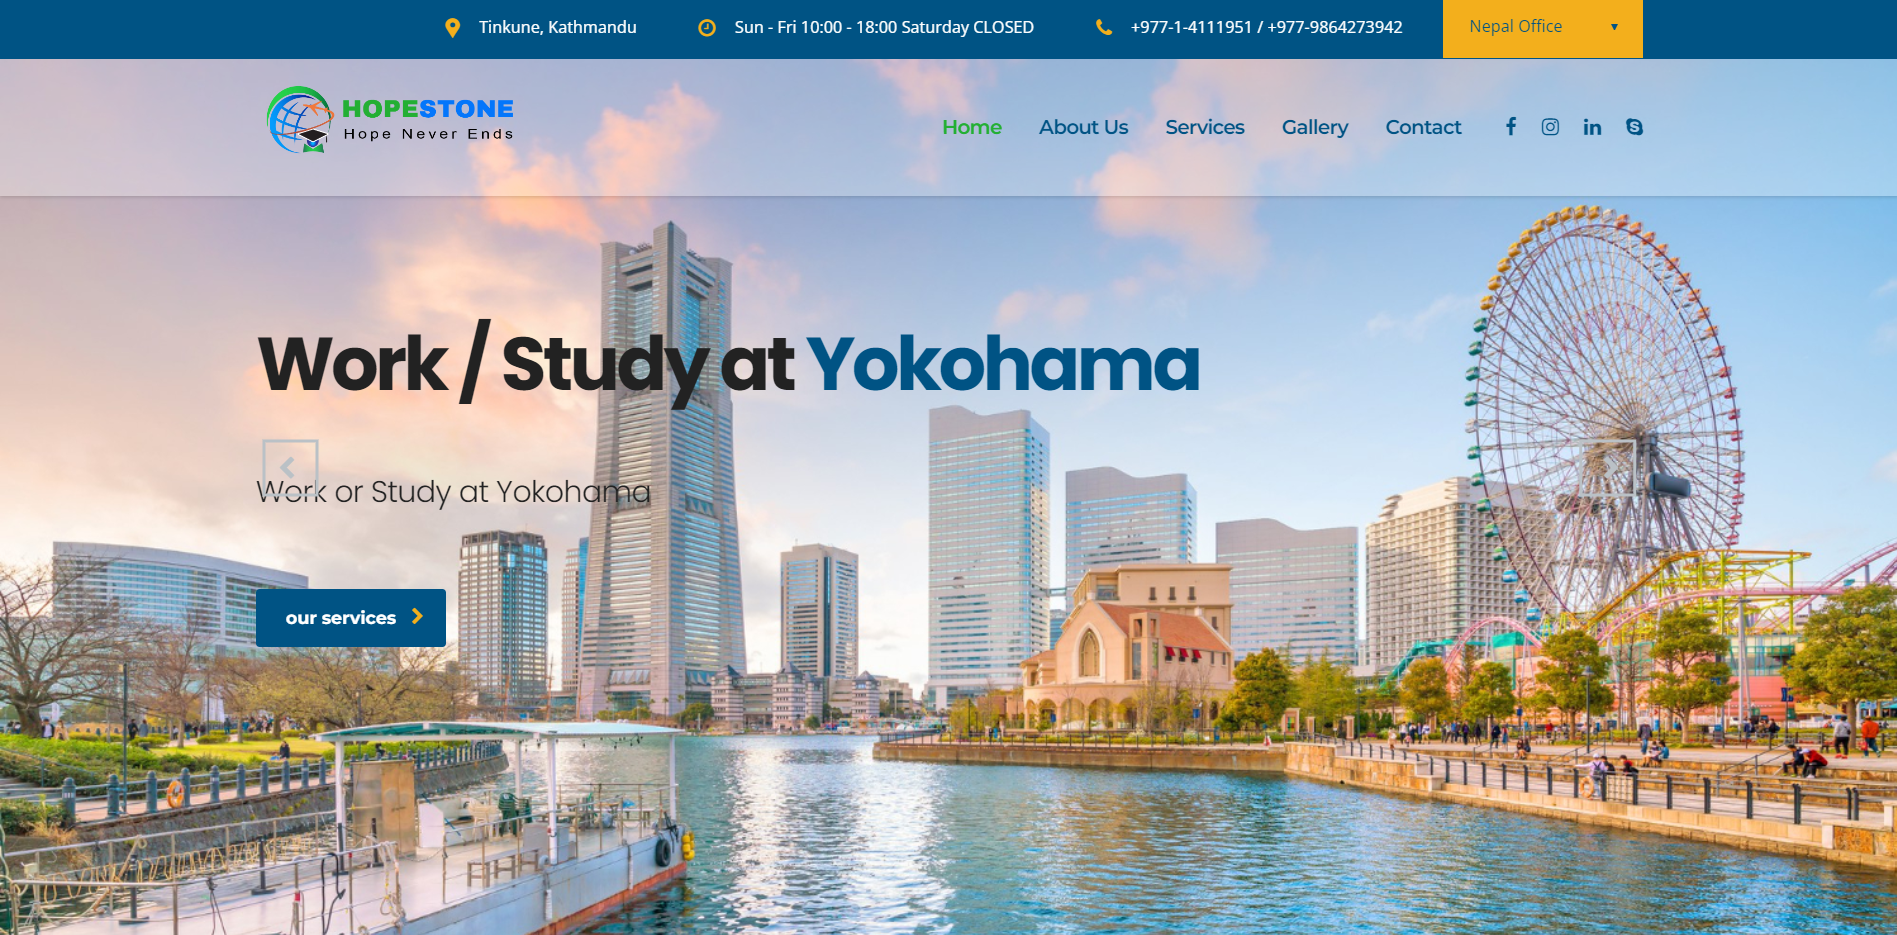 Tinkune, Kathmandu
Sun - Fri 10:00 - 18:00 Saturday CLOSED
+977-1-4111951 / +977-9864273942
Nepal Office
HOPESTONE
Hope Never Ends
Home
About Us
Services
Gallery
Contact
Work / Study at Yokohama
Work or Study at Yokohama
our services